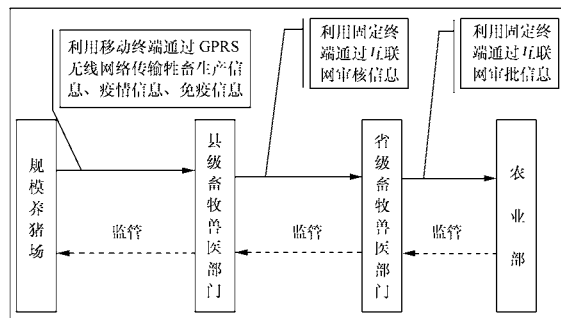 利用移动终端通过 GPRS
无线网络传输牲畜生产信
息、疫情信息、免疫信息
利用固定终
端通过互联
网审核信息
利用固定终
端通过互联
网审批信息
规模养猪场
县级畜牧兽医部门
省级畜牧兽医部门
农业部
监管
监管
监管